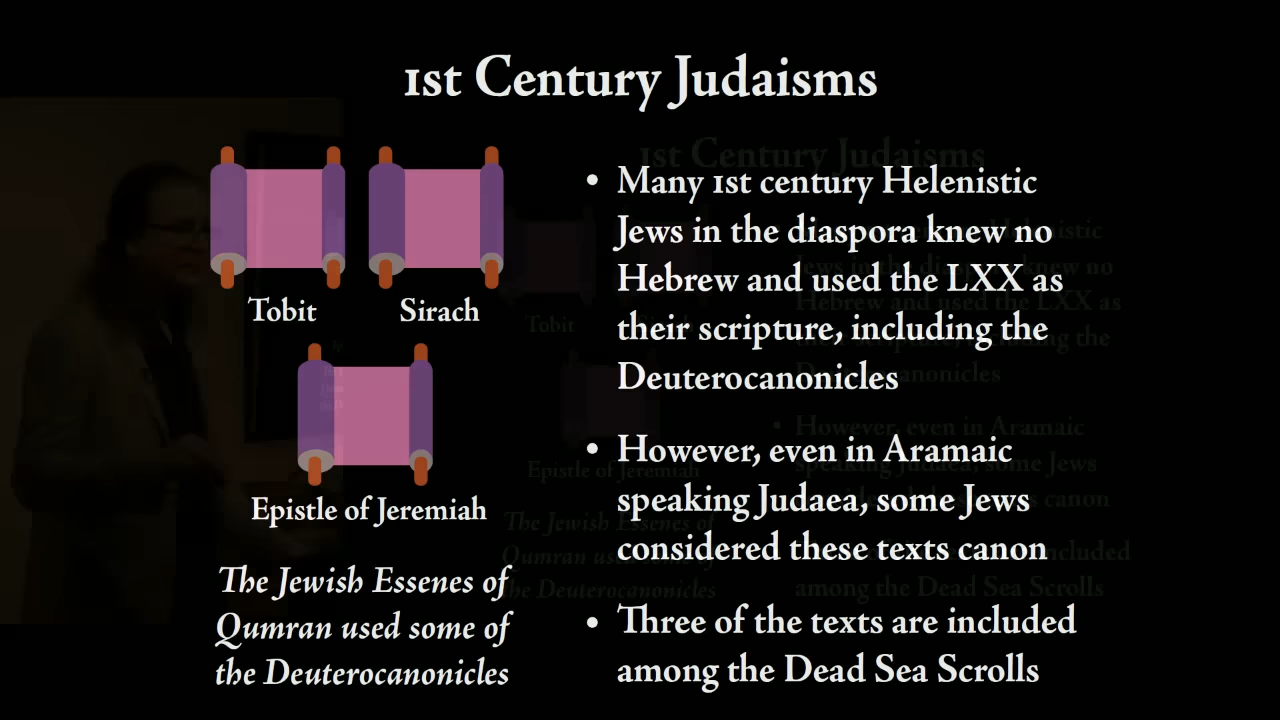 1st Century Judaisms
Tobit
Sirach
Epistle of Jeremiah
The Jewish Essenes of
Qumran used some of
the Deuterocanonicles
• Many 1st century Helenistic
Jews in the diaspora knew no
Hebrew and used the LXX as
their scripture, including the
Deuterocanonicles
• However, even in Aramaic
speaking Judaea, some Jews
considered these texts canon
• Three of the texts are included
among the Dead Sea Scrolls